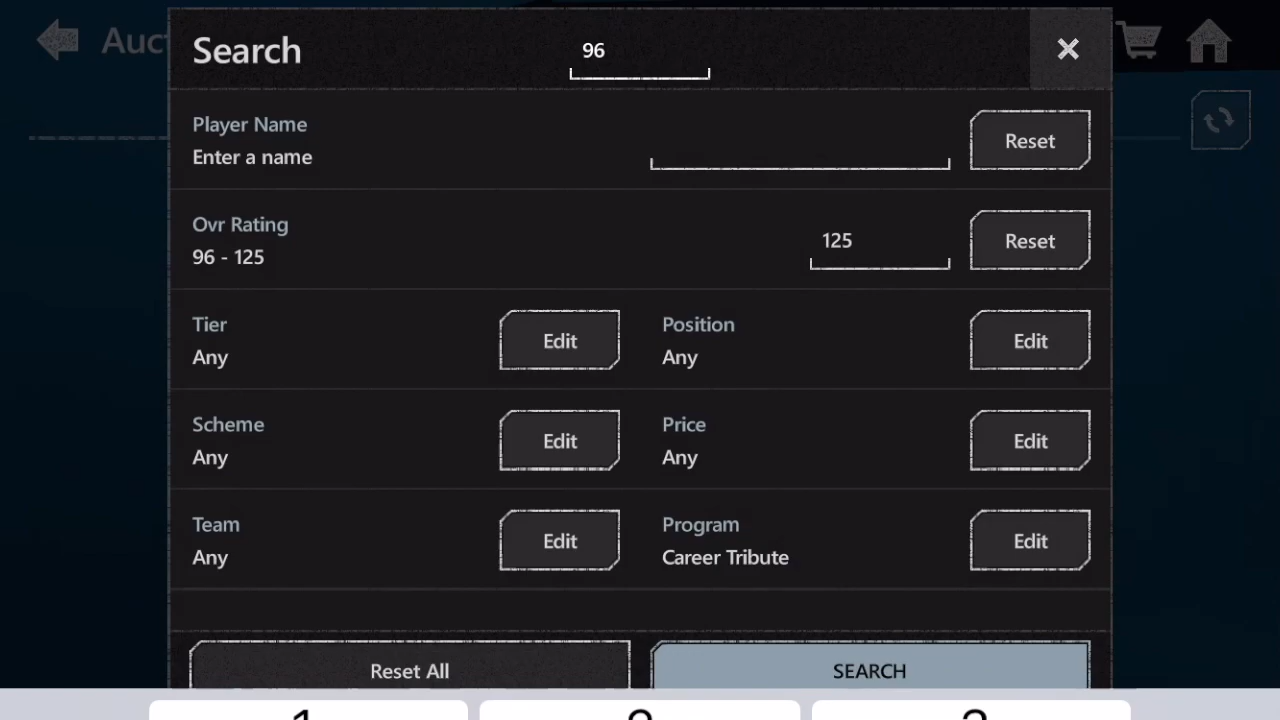 Auc
Search
96
Player Name
Enter a name
Reset
Ovr Rating
96 - 125
125
Reset
Tier
Any
Edit
Position
Any
Edit
Scheme
Any
Edit
Price
Any
Edit
Team
Any
Edit
Program
Career Tribute
Edit
Reset All
SEARCH